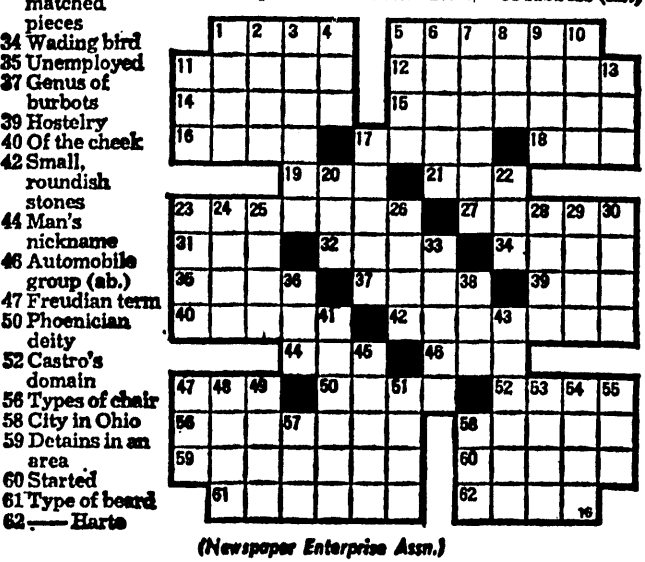 matched
pieces
34 Wading bird
35 Unemployed
37 Genus of
burbots
39 Hostelry
40 Of the cheek
42 Small,
roundish
stones
44 Man's
nickname
46 Automobile
group (ab.)
47 Freudian term
50 Phoenician
deity
52 Castro's
domain
56 Types of chair
58 City in Ohio
59 Detains in an
area
60 Started
61 Type of beard
62 —— Harte
1 2 3 4 5 6 7 8 9 10
11 12 13
14 15
16 17 18
19 20 21 22
23 24 25 26 27 28 29 30
31 32 33 34
35 36 37 38 39
40 41 42 43
44 45 46
47 48 49 50 51 52 53 54 55
56 57 58
59 60
61 62
16
(Newspaper Enterprise Assn.)